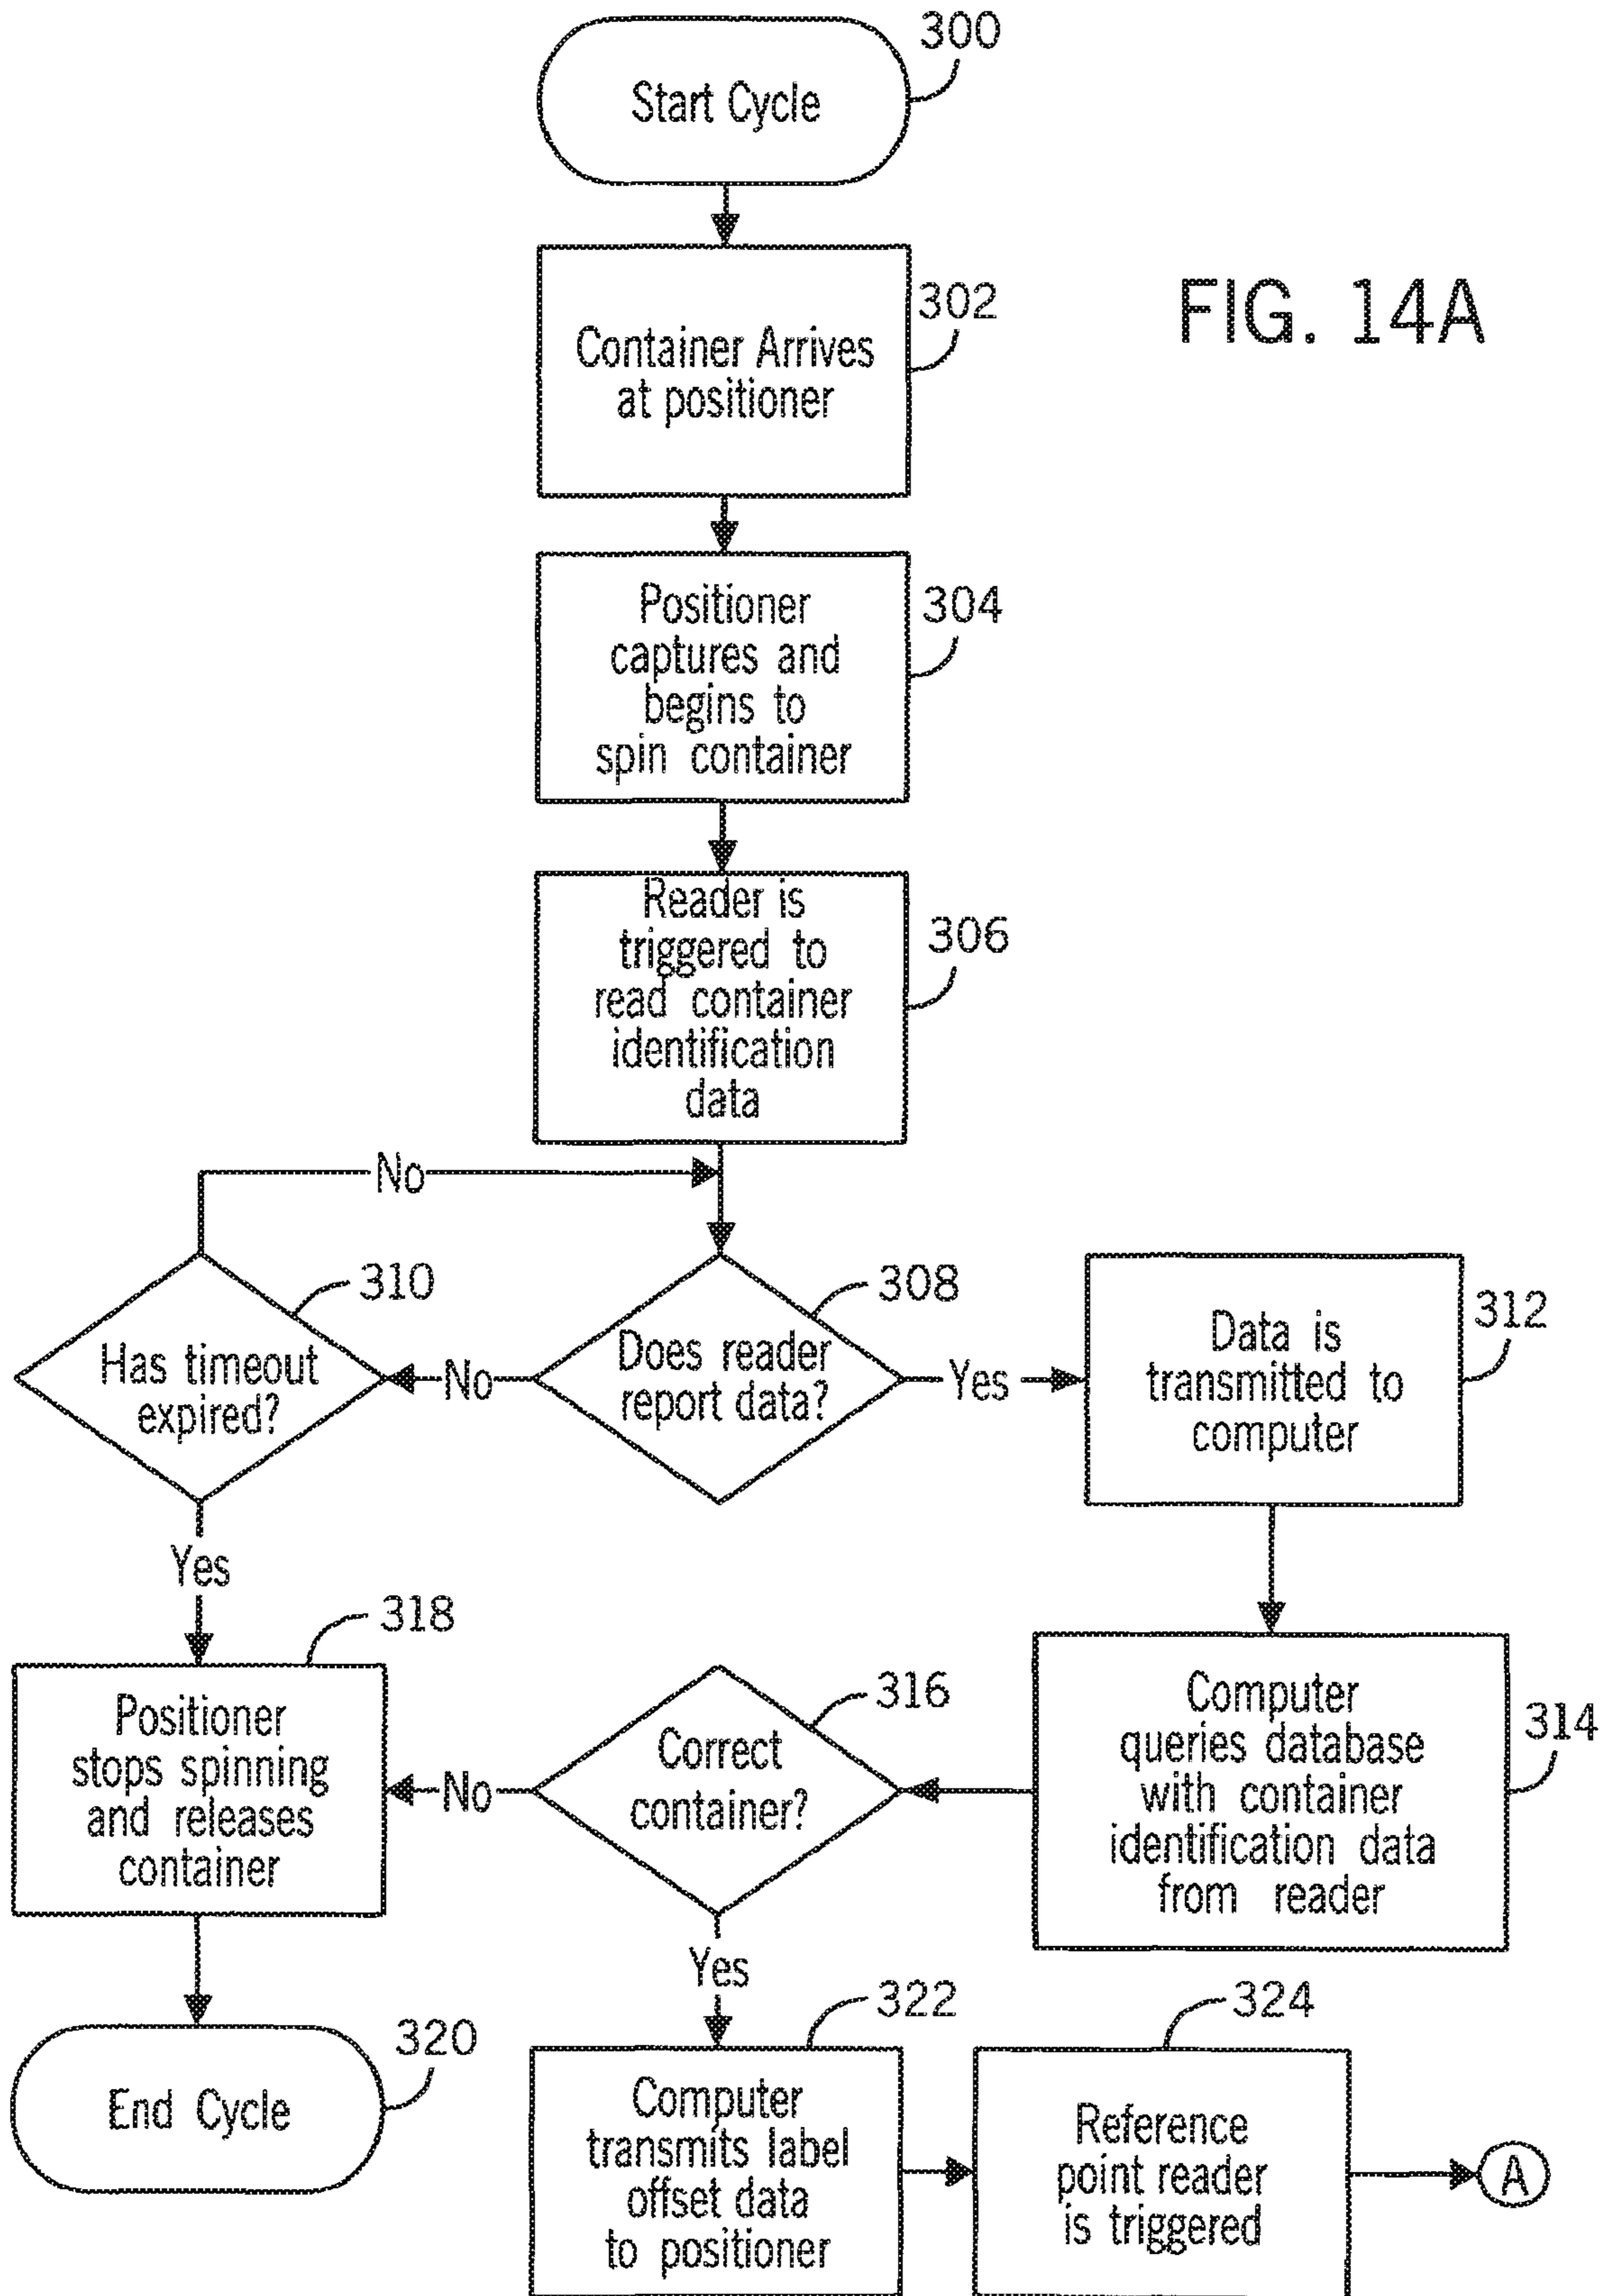 300
Start Cycle
FIG. 14A
302
Container Arrives
at positioner
304
Positioner
captures and
begins to
spin container
306
Reader is
triggered to
read container
identification
data
No
310
Has timeout
expired?
No
308
Does reader
report data?
Yes
312
Data is
transmitted to
computer
Yes
318
Positioner
stops spinning
and releases
container
No
316
Correct
container?
314
Computer
queries database
with container
identification data
from reader
Yes
320
End Cycle
322
Computer
transmits label
offset data
to positioner
324
Reference
point reader
is triggered
A